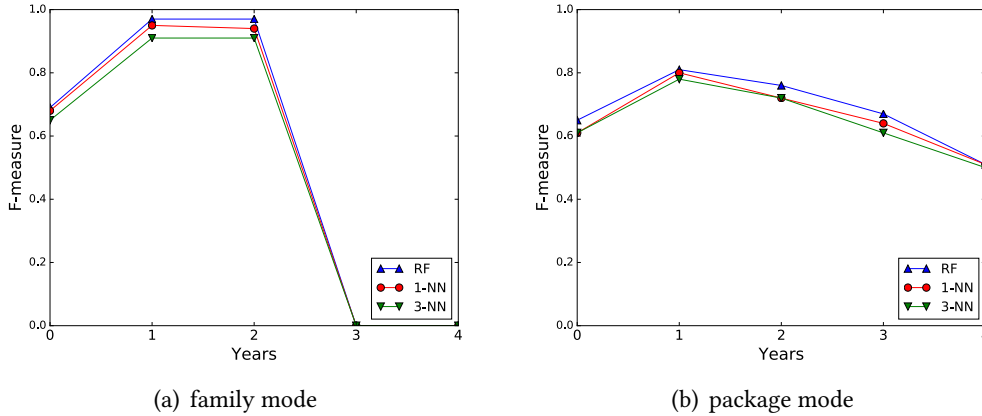 1.0
0.8
0.6
0.4
0.2
0.0
F-measure
0 1 2 3 4
Years
RF
1-NN
3-NN
(a) family mode
1.0
0.8
0.6
0.4
0.2
0.0
F-measure
0 1 2 3
Years
RF
1-NN
3-NN
(b) package mode